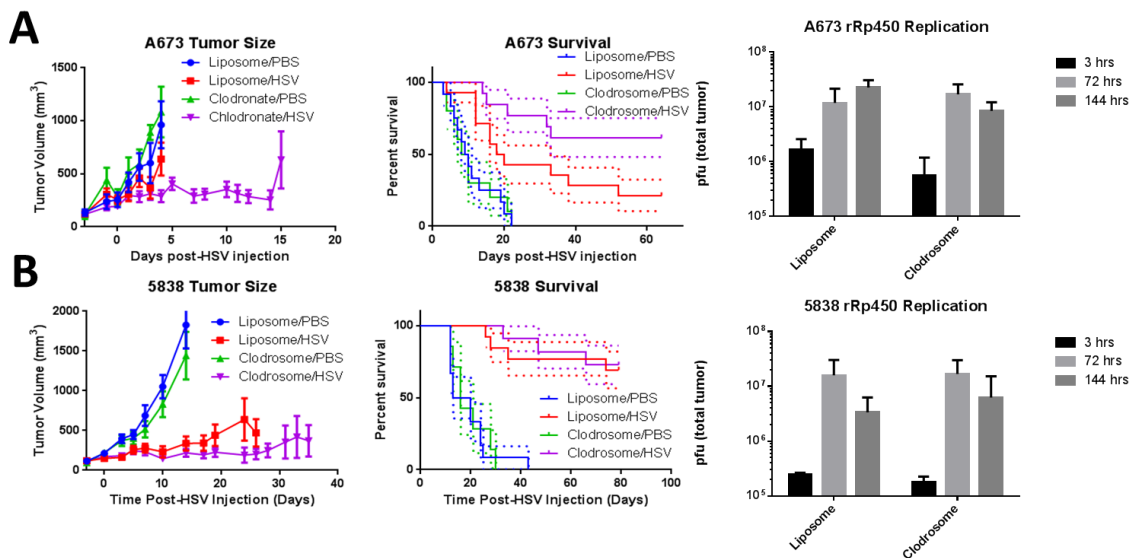 A
A673 Tumor Size
Liposome/PBS
Liposome/HSV
Clodronate/PBS
Chlodronate/HSV
Tumor Volume (mm3)
1500
1000
500
0
0 5 10 15 20
Days post-HSV injection
A673 Survival
Liposome/PBS
Liposome/HSV
Clodrosome/PBS
Clodrosome/HSV
Percent survival
100
50
0
0 20 40 60
Days post-HSV injection
A673 rRp450 Replication
pfu (total tumor)
10^8
10^7
10^6
10^5
Liposome
Clodrosome
3 hrs
72 hrs
144 hrs
B
5838 Tumor Size
Liposome/PBS
Liposome/HSV
Clodrosome/PBS
Clodrosome/HSV
Tumor Volume (mm3)
2000
1500
1000
500
0
0 10 20 30 40
Time Post-HSV Injection (Days)
5838 Survival
Liposome/PBS
Liposome/HSV
Clodrosome/PBS
Clodrosome/HSV
Percent survival
100
50
0
0 20 40 60 80 100
Time Post-HSV Injection (Days)
5838 rRp450 Replication
pfu (total tumor)
10^8
10^7
10^6
10^5
Liposome
Clodrosome
3 hrs
72 hrs
144 hrs